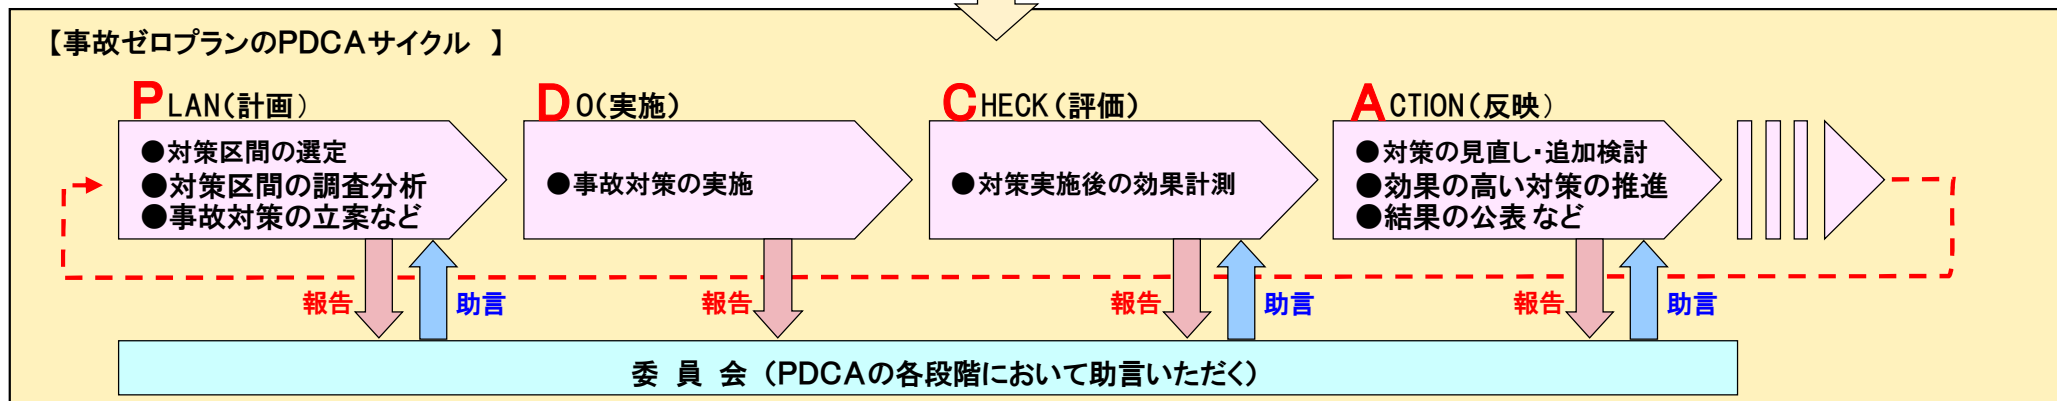 【事故ゼロプランのPDCAサイクル 】
PLAN(計画)
●対策区間の選定
●対策区間の調査分析
●事故対策の立案など
DO(実施)
●事故対策の実施
CHECK(評価)
●対策実施後の効果計測
ACTION(反映)
●対策の見直し・追加検討
●効果の高い対策の推進
●結果の公表 など
報告 助言 報告 報告 助言 報告 助言
委 員 会 (PDCAの各段階において助言いただく)